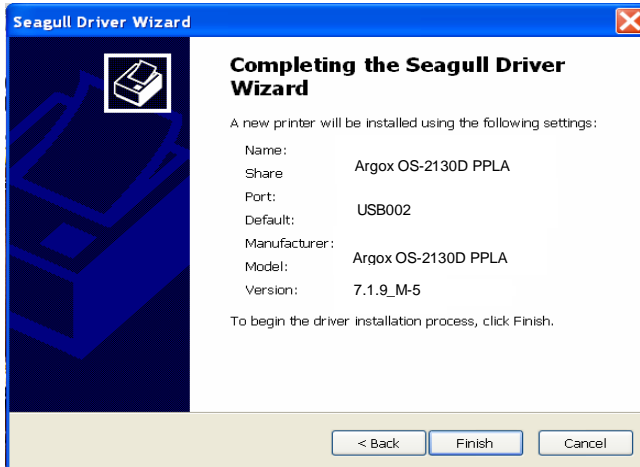 Seagull Driver Wizard
Completing the Seagull Driver
Wizard
A new printer will be installed using the following settings:
Name:
Share
Argox OS-2130D PPLA
Port:
USB002
Default:
Manufacturer:
Model:
Argox OS-2130D PPLA
Version:
7.1.9_M-5
To begin the driver installation process, click Finish.
< Back
Finish
Cancel